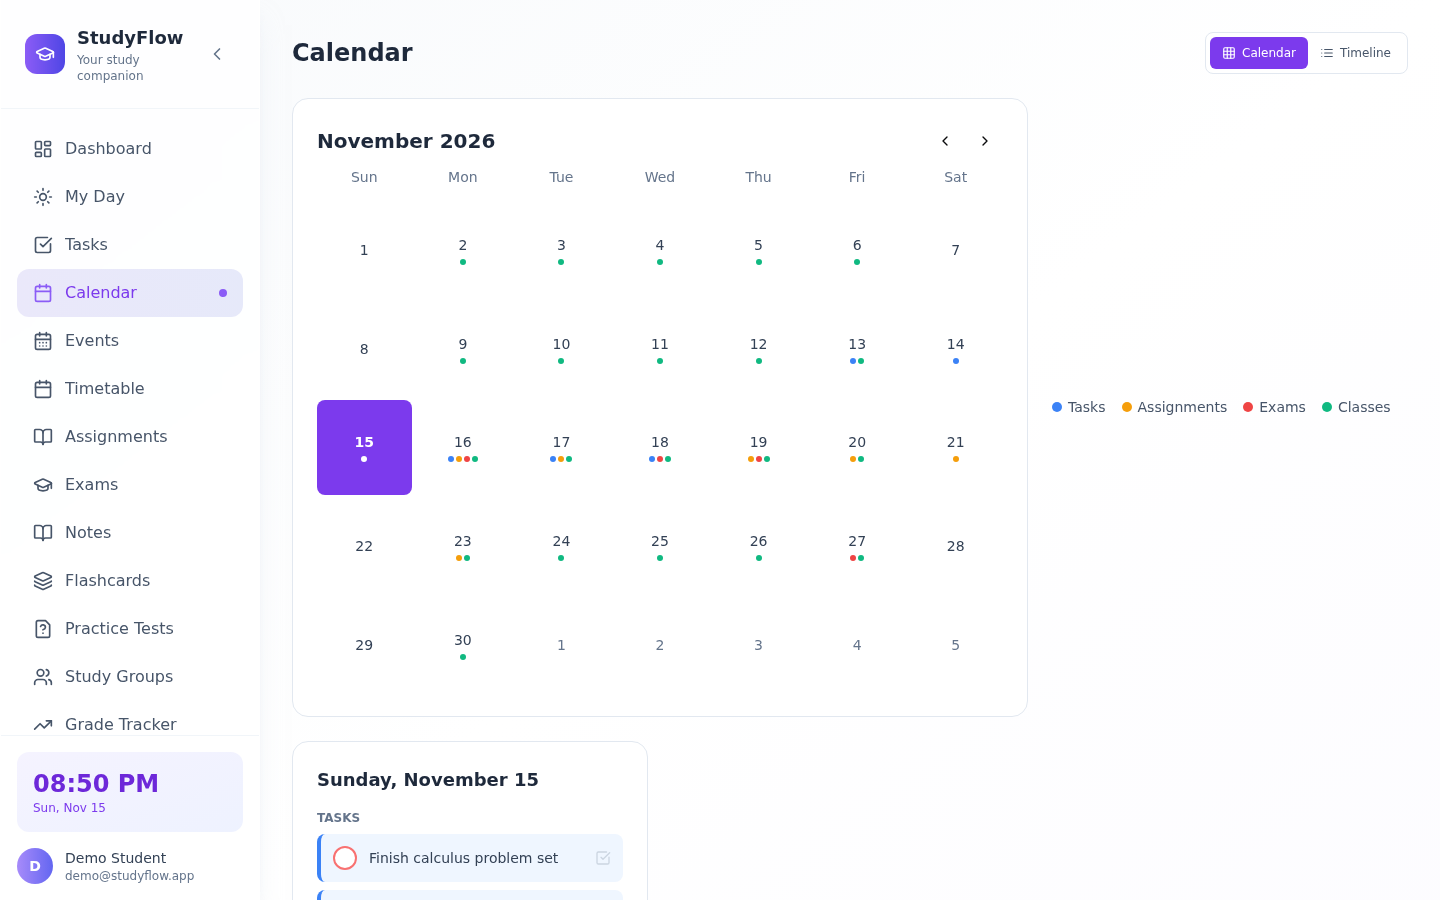 StudyFlow
Your study
companion
Dashboard
My Day
Tasks
Calendar
Events
Timetable
Assignments
Exams
Notes
Flashcards
Practice Tests
Study Groups
Grade Tracker
08:50 PM
Sun, Nov 15
D
Demo Student
demo@studyflow.app
Calendar
Calendar Timeline
November 2026
Sun Mon Tue Wed Thu Fri Sat
1 2 3 4 5 6 7
8 9 10 11 12 13 14
15 16 17 18 19 20 21
22 23 24 25 26 27 28
29 30 1 2 3 4 5
Tasks Assignments Exams Classes
Sunday, November 15
TASKS
Finish calculus problem set